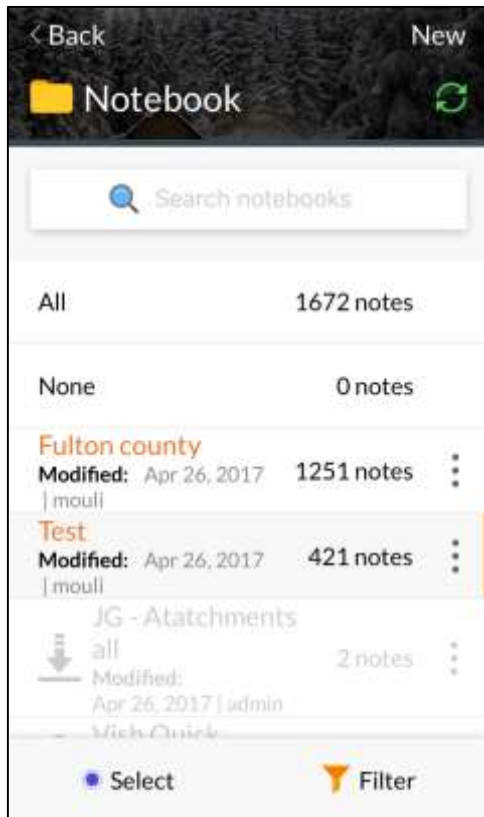 Back New
Notebook
Search notebooks
All 1672 notes
None 0 notes
Fulton county
Modified: Apr 26, 2017 1251 notes
| mouli
Test
Modified: Apr 26, 2017 421 notes
| mouli
JG - Atatchments
all 2 notes
Modified:
Apr 26, 2017 | admin
Vish Quick
Select Filter